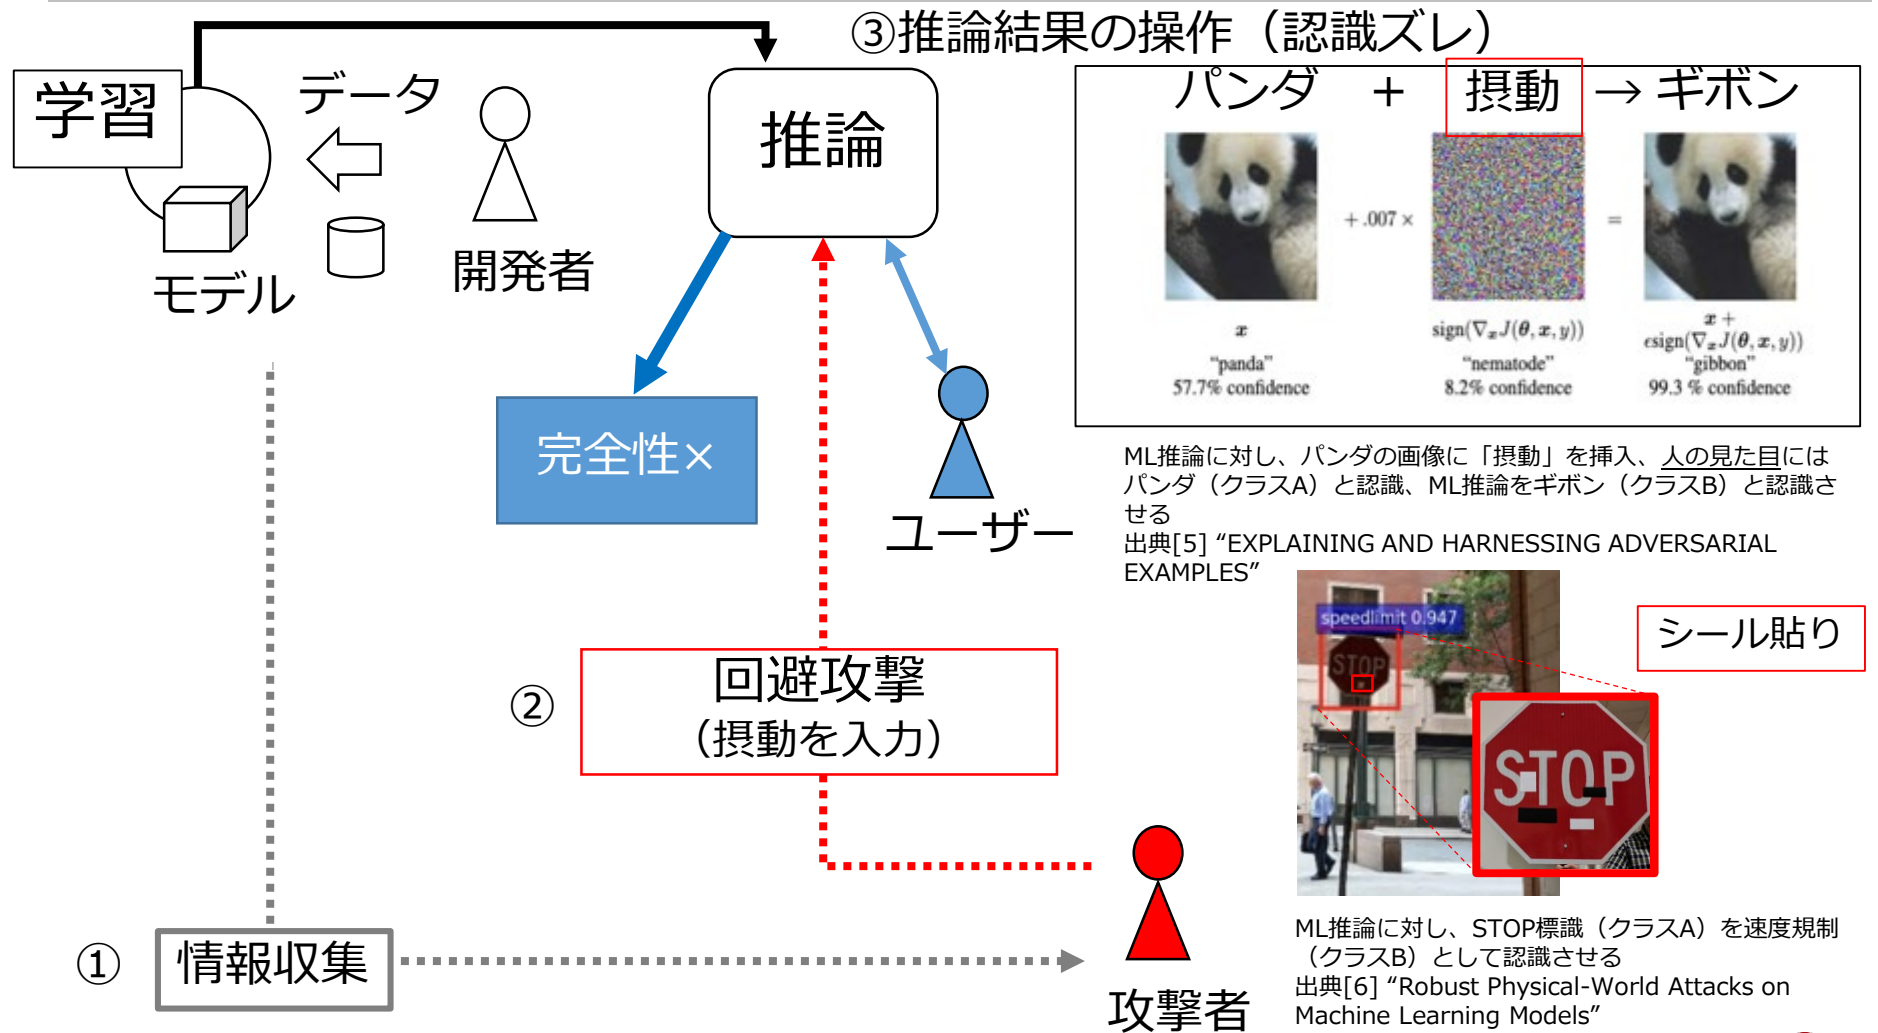 ③推論結果の操作（認識ズレ）
学習
データ
モデル
開発者
推論
完全性×
ユーザー
パンダ + 摂動 → ギボン
+ .007 ×
=
x
“panda”
57.7% confidence
sign(∇ₓJ(θ, x, y))
“nematode”
8.2% confidence
x +
ϵsign(∇ₓJ(θ, x, y))
“gibbon”
99.3 % confidence
ML推論に対し、パンダの画像に「摂動」を挿入、人の見た目には
パンダ（クラスA）と認識、ML推論をギボン（クラスB）と認識さ
せる
出典[5] “EXPLAINING AND HARNESSING ADVERSARIAL
EXAMPLES”
②
回避攻撃
（摂動を入力）
speedlimit 0.947
STOP
シール貼り
STOP
①
情報収集
攻撃者
ML推論に対し、STOP標識（クラスA）を速度規制
（クラスB）として認識させる
出典[6] “Robust Physical-World Attacks on
Machine Learning Models”